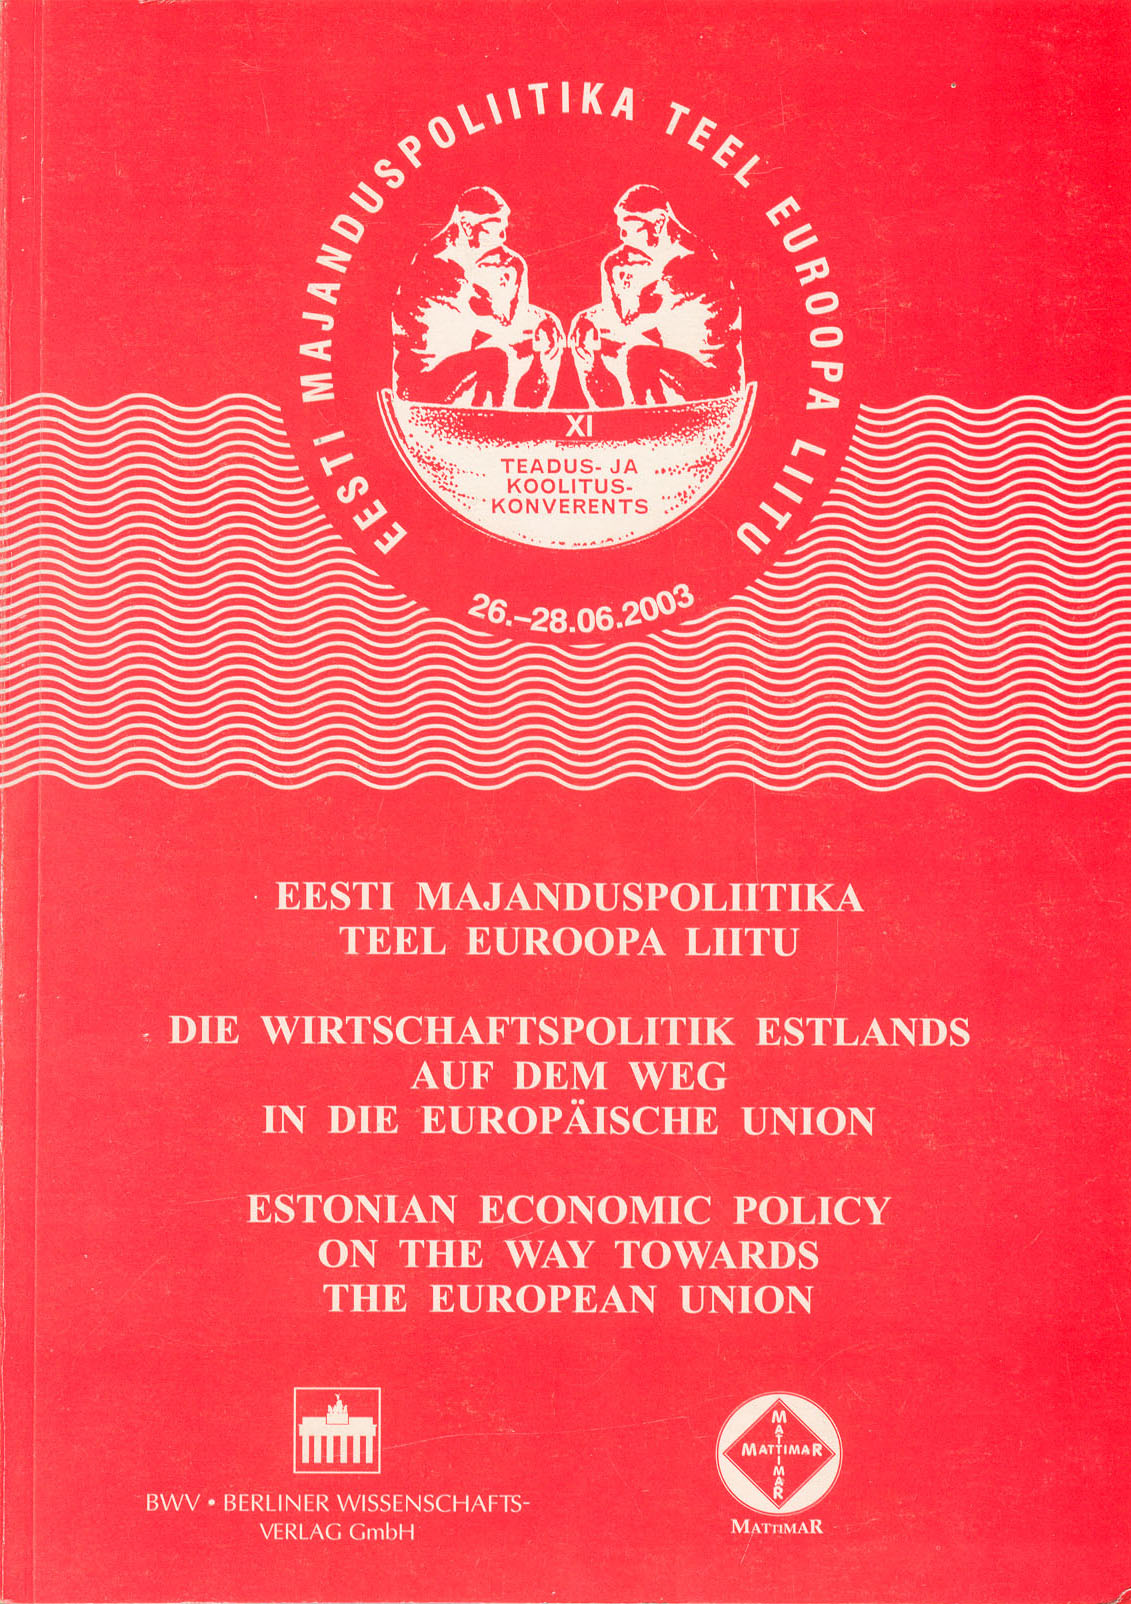 EESTI MAJANDUSPOLIITIKA TEEL EUROOPA LIITU
XI
TEADUS- JA
KOOLITUS-
KONVERENTS
26.–28.06.2003
EESTI MAJANDUSPOLIITIKA
TEEL EUROOPA LIITU
DIE WIRTSCHAFTSPOLITIK ESTLANDS
AUF DEM WEG
IN DIE EUROPÄISCHE UNION
ESTONIAN ECONOMIC POLICY
ON THE WAY TOWARDS
THE EUROPEAN UNION
BWV • BERLINER WISSENSCHAFTS-
VERLAG GmbH
MATTIMAR
MATTIMAR
MATTIMAR